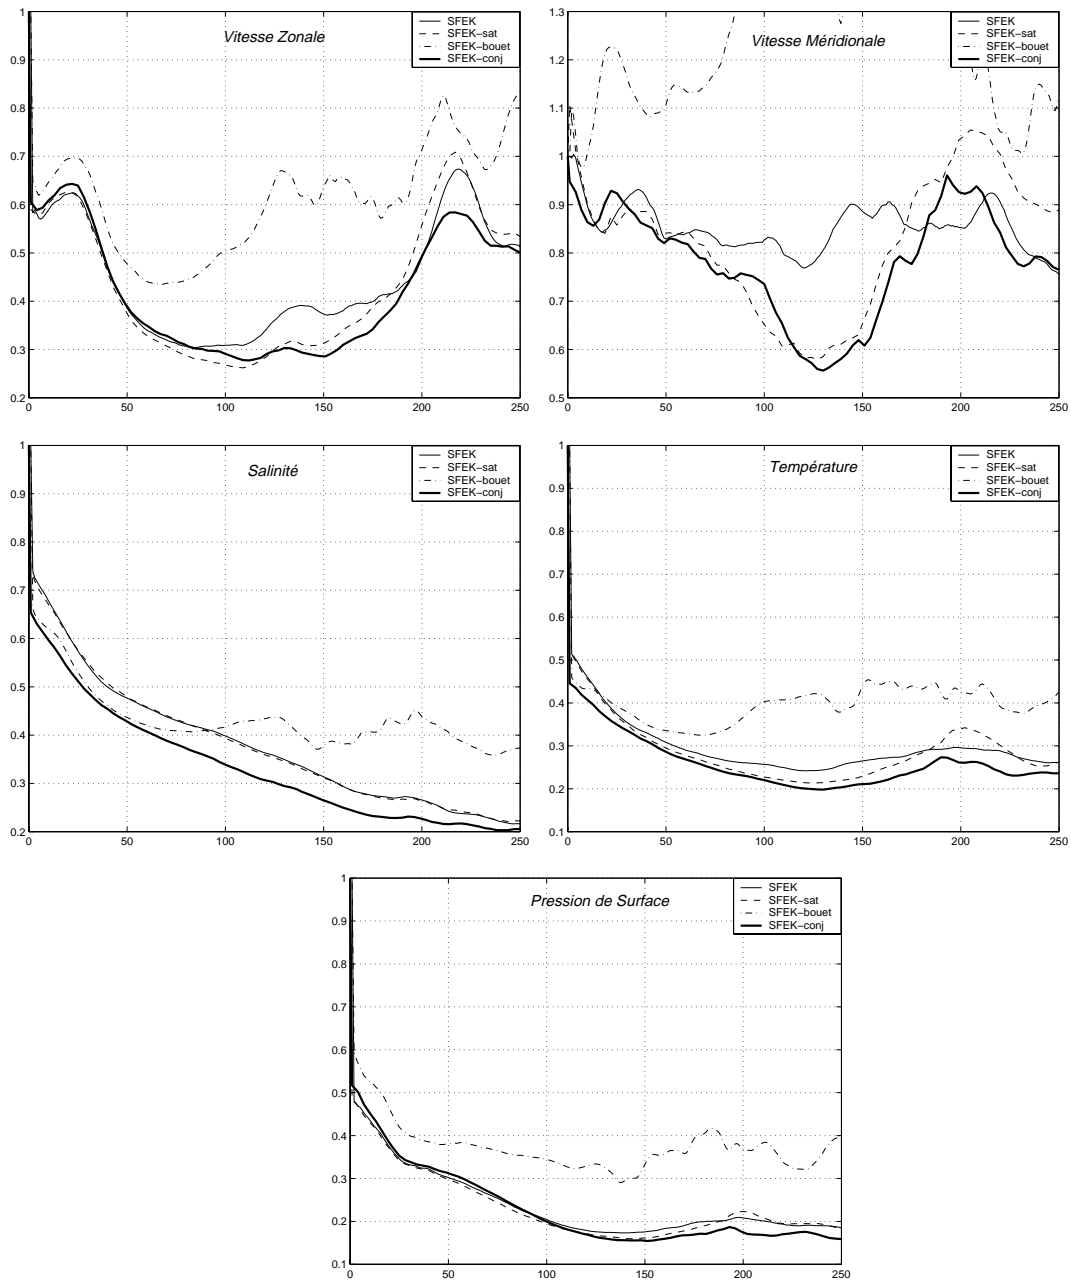 Vitesse Zonale
SFEK
SFEK-sat
SFEK-bouet
SFEK-conj
1
0.9
0.8
0.7
0.6
0.5
0.4
0.3
0.2
0 50 100 150 200 250
Vitesse Méridionale
SFEK
SFEK-sat
SFEK-bouet
SFEK-conj
1.3
1.2
1.1
1
0.9
0.8
0.7
0.6
0.5
0 50 100 150 200 250
Salinité
SFEK
SFEK-sat
SFEK-bouet
SFEK-conj
1
0.9
0.8
0.7
0.6
0.5
0.4
0.3
0.2
0 50 100 150 200 250
Température
SFEK
SFEK-sat
SFEK-bouet
SFEK-conj
1
0.9
0.8
0.7
0.6
0.5
0.4
0.3
0.2
0.1
0 50 100 150 200 250
Pression de Surface
SFEK
SFEK-sat
SFEK-bouet
SFEK-conj
1
0.9
0.8
0.7
0.6
0.5
0.4
0.3
0.2
0.1
0 50 100 150 200 250